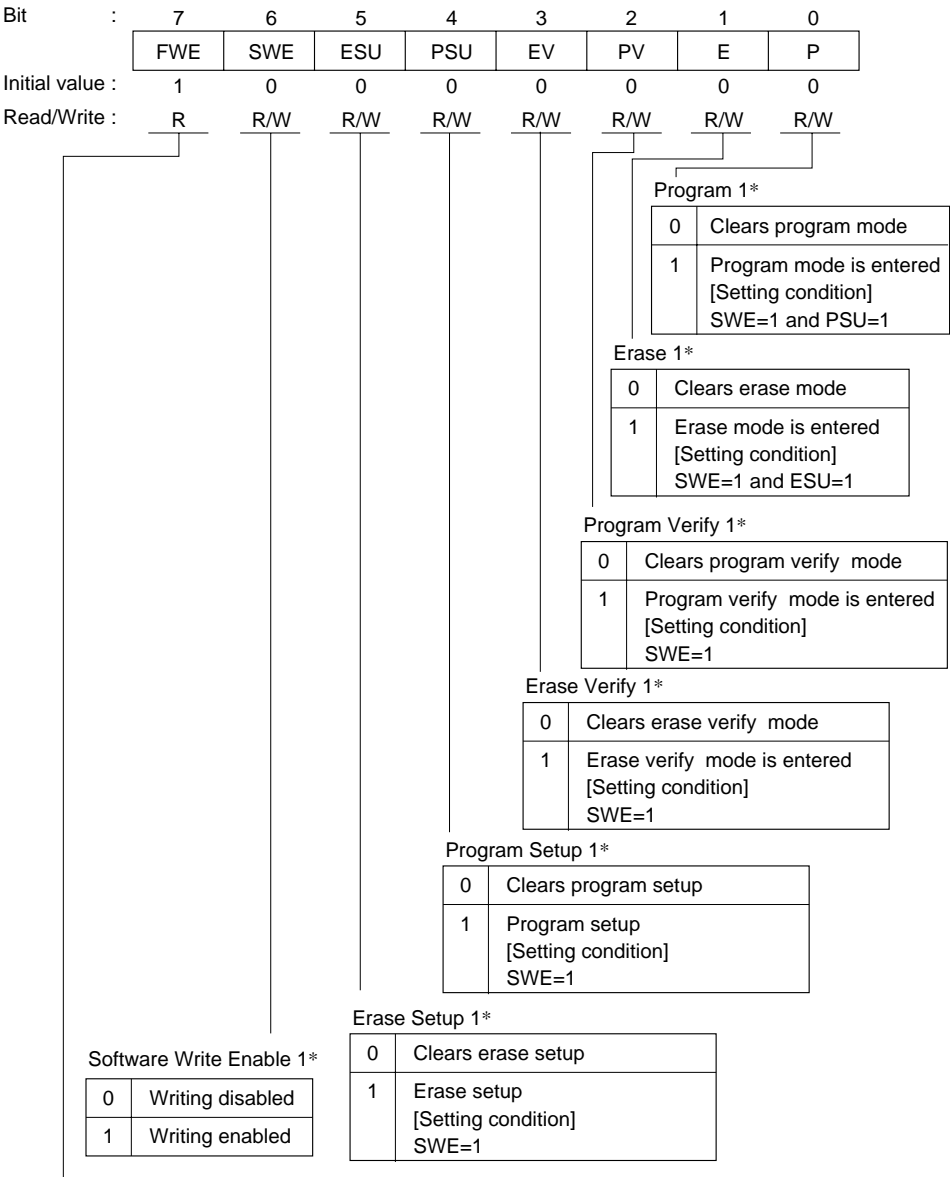 Bit : 7 6 5 4 3 2 1 0
FWE SWE ESU PSU EV PV E P
Initial value : 1 0 0 0 0 0 0 0
Read/Write : R R/W R/W R/W R/W R/W R/W R/W
Program 1*
0 Clears program mode
1 Program mode is entered
[Setting condition]
SWE=1 and PSU=1
Erase 1*
0 Clears erase mode
1 Erase mode is entered
[Setting condition]
SWE=1 and ESU=1
Program Verify 1*
0 Clears program verify mode
1 Program verify mode is entered
[Setting condition]
SWE=1
Erase Verify 1*
0 Clears erase verify mode
1 Erase verify mode is entered
[Setting condition]
SWE=1
Program Setup 1*
0 Clears program setup
1 Program setup
[Setting condition]
SWE=1
Erase Setup 1*
0 Clears erase setup
1 Erase setup
[Setting condition]
SWE=1
Software Write Enable 1*
0 Writing disabled
1 Writing enabled